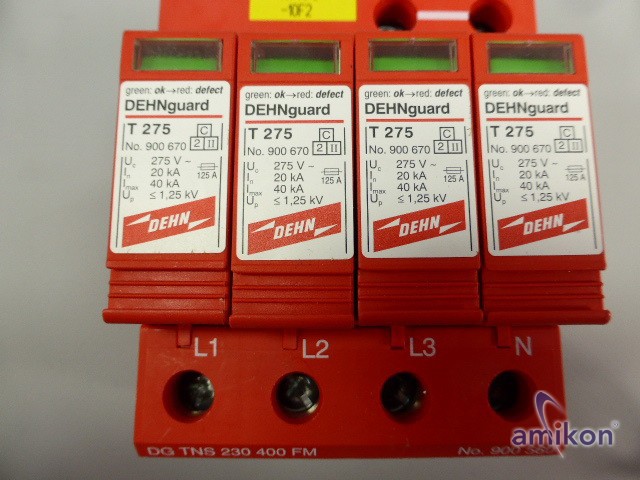 -10F2
green: ok→red: defect
DEHNguard
T 275 C
No. 900 670 2 II
Uc 275 V ~
In 20 kA 125 A
Imax 40 kA
Up ≤ 1,25 kV
DEHN
green: ok→red: defect
DEHNguard
T 275 C
No. 900 670 2 II
Uc 275 V ~
In 20 kA 125 A
Imax 40 kA
Up ≤ 1,25 kV
DEHN
green: ok→red: defect
DEHNguard
T 275 C
No. 900 670 2 II
Uc 275 V ~
In 20 kA 125 A
Imax 40 kA
Up ≤ 1,25 kV
DEHN
green: ok→red: defect
DEHNguard
T 275 C
No. 900 670 2 II
Uc 275 V ~
In 20 kA 125 A
Imax 40 kA
Up ≤ 1,25 kV
DEHN
L1 L2 L3 N
DG TNS 230 400 FM No. 900
amikon®